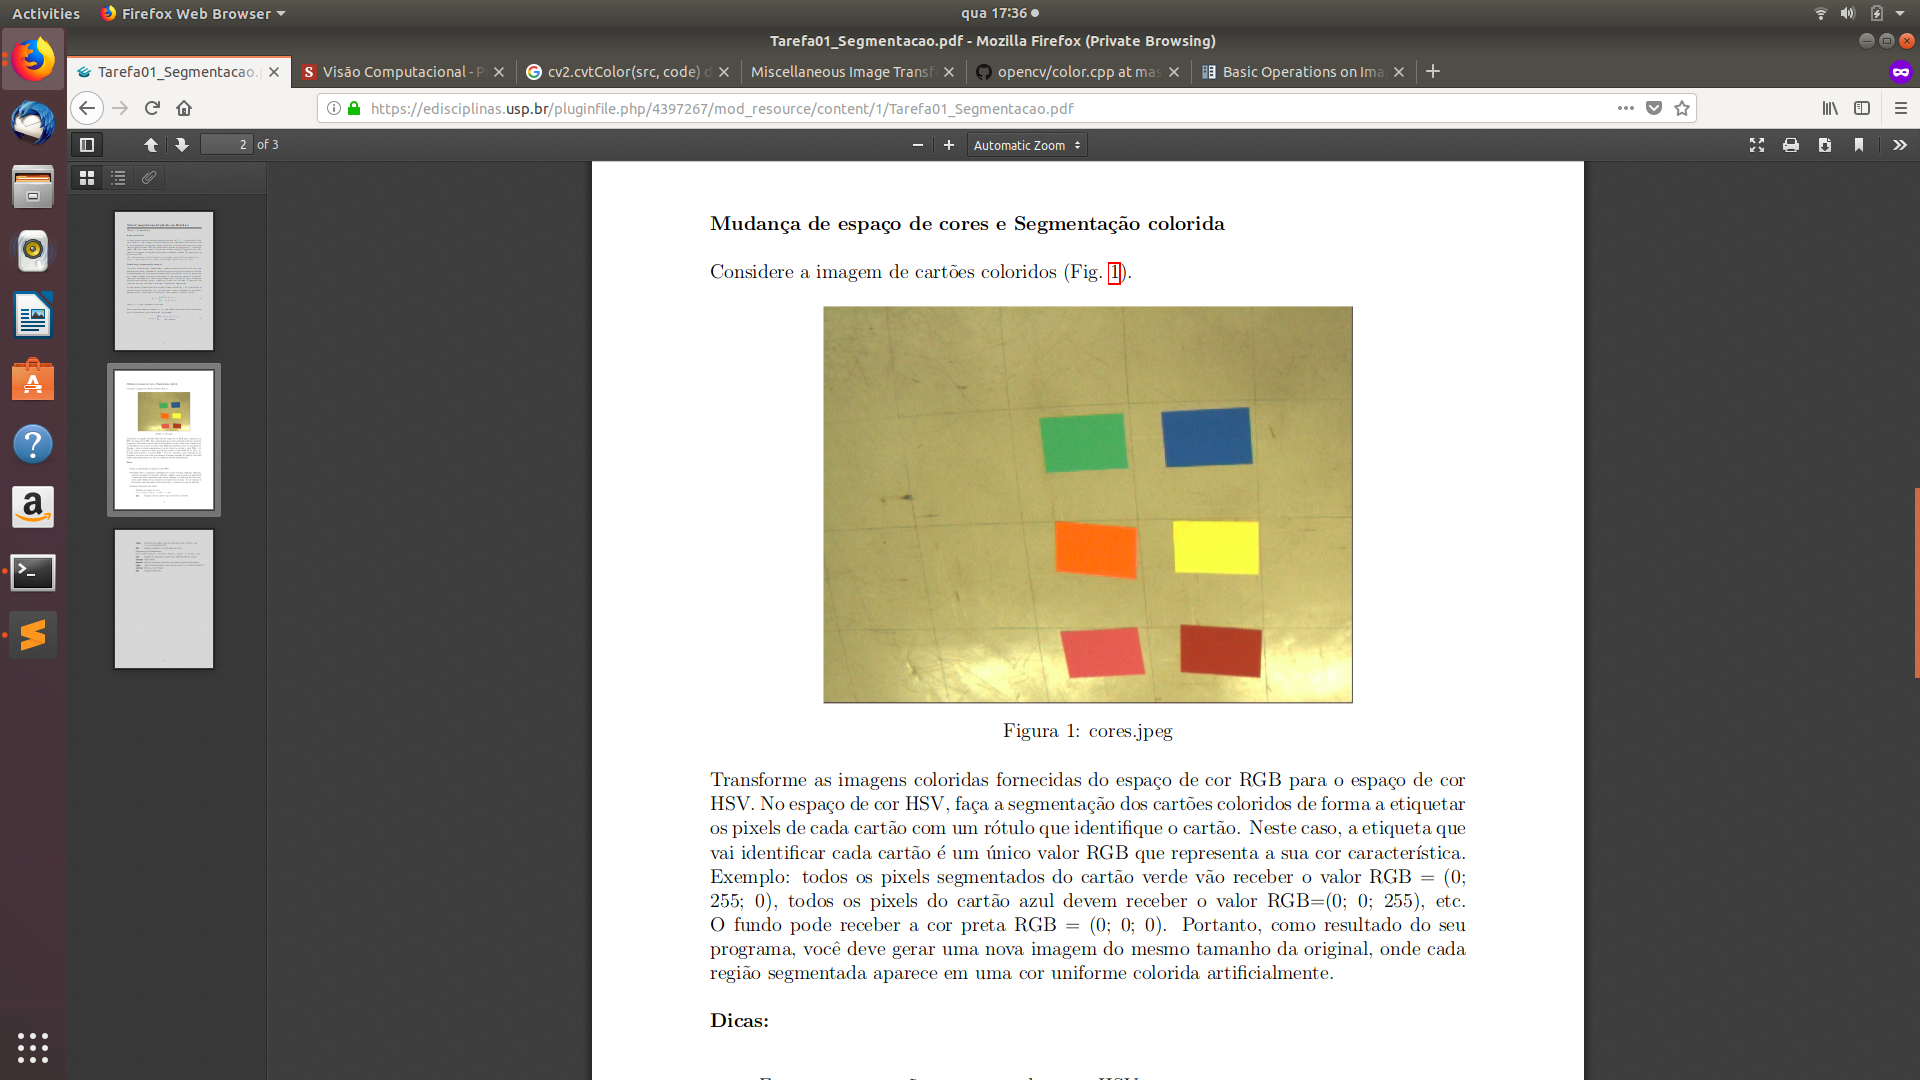 Activities
Firefox Web Browser
qua 17:36
Tarefa01_Segmentacao.pdf - Mozilla Firefox (Private Browsing)
Tarefa01_Segmentacao.p
Visão Computacional - P
cv2.cvtColor(src, code) d
Miscellaneous Image Transf
opencv/color.cpp at mas
Basic Operations on Ima
https://edisciplinas.usp.br/pluginfile.php/4397267/mod_resource/content/1/Tarefa01_Segmentacao.pdf
2 of 3
Automatic Zoom
Mudança de espaço de cores e Segmentação colorida
Considere a imagem de cartões coloridos (Fig. 1).
Figura 1: cores.jpeg
Transforme as imagens coloridas fornecidas do espaço de cor RGB para o espaço de cor
HSV. No espaço de cor HSV, faça a segmentação dos cartões coloridos de forma a etiquetar
os pixels de cada cartão com um rótulo que identifique o cartão. Neste caso, a etiqueta que
vai identificar cada cartão é um único valor RGB que representa a sua cor característica.
Exemplo: todos os pixels segmentados do cartão verde vão receber o valor RGB = (0;
255; 0), todos os pixels do cartão azul devem receber o valor RGB=(0; 0; 255), etc.
O fundo pode receber a cor preta RGB = (0; 0; 0). Portanto, como resultado do seu
programa, você deve gerar uma nova imagem do mesmo tamanho da original, onde cada
região segmentada aparece em uma cor uniforme colorida artificialmente.
Dicas: